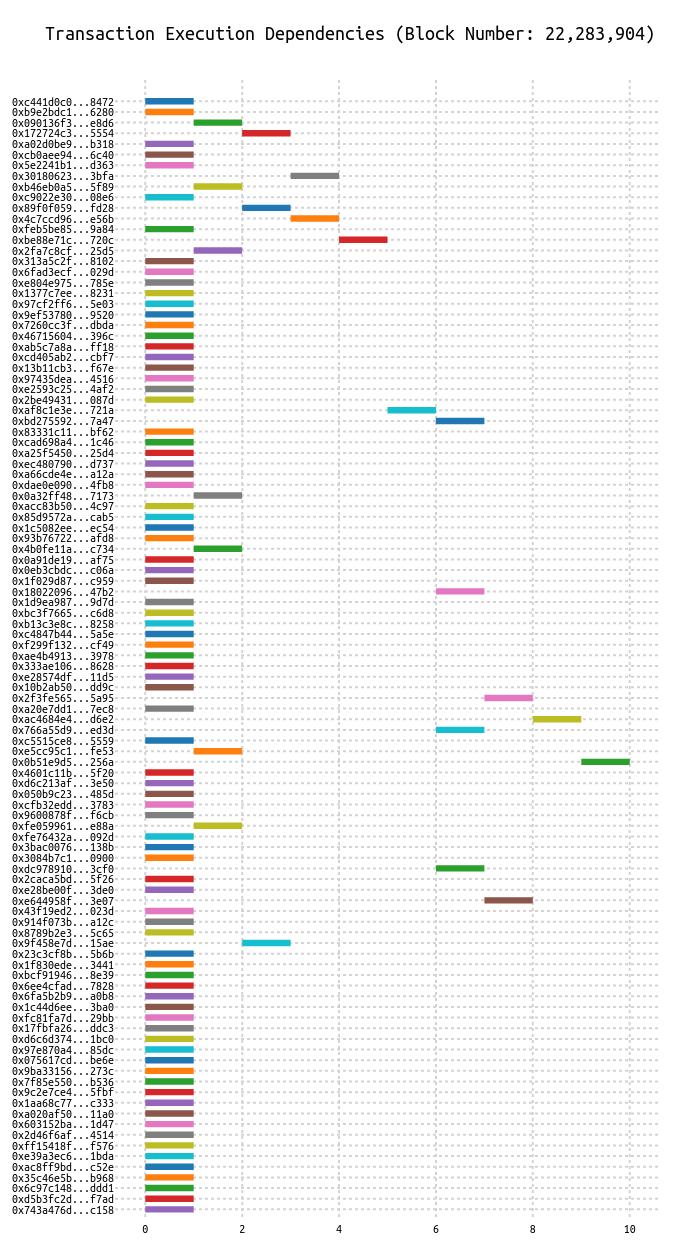 Transaction Execution Dependencies (Block Number: 22,283,904)
0xc441d0c0...8472
0xb9e2bdc1...6280
0x090136f3...e8d6
0x172724c3...5554
0xa02d0be9...b318
0xcb0aee94...6c40
0x5e2241b1...d363
0x30180623...3bfa
0xb46eb0a5...5f89
0xc9022e30...08e6
0x89f0f059...fd28
0x4c7ccd96...e56b
0xfeb5be85...9a84
0xbe88e71c...720c
0x2fa7c8cf...25d5
0x313a5c2f...8102
0x6fad3ecf...029d
0xe804e975...785e
0x1377c7ee...8231
0x97cf2ff6...5e03
0x9ef53780...9520
0x7260cc3f...dbda
0x46715604...396c
0xab5c7a8a...ff18
0xcd405ab2...cbf7
0x13b11cb3...f67e
0x97435dea...4516
0xe2593c25...4af2
0x2be49431...087d
0xaf8c1e3e...721a
0xbd275592...7a47
0x83331c11...bf62
0xcad698a4...1c46
0xa25f5450...25d4
0xec480790...d737
0xa66cde4e...a12a
0xdae0e090...4fb8
0x0a32ff48...7173
0xacc83b50...4c97
0x85d9572a...cab5
0x1c5082ee...ec54
0x93b76722...afd8
0x4b0fe11a...c734
0x0a91de19...af75
0x0eb3cbdc...c06a
0x1f029d87...c959
0x18022096...47b2
0x1d9ea987...9d7d
0xbc3f7665...c6d8
0xb13c3e8c...8258
0xc4847b44...5a5e
0xf299f132...cf49
0xae4b4913...3978
0x333ae106...8628
0xe28574df...11d5
0x10b2ab50...dd9c
0x2f3fe565...5a95
0xa20e7dd1...7ec8
0xac4684e4...d6e2
0x766a55d9...ed3d
0xc5515ce8...5559
0xe5cc95c1...fe53
0x0b51e9d5...256a
0x4601c11b...5f20
0xd6c213af...3e50
0x050b9c23...485d
0xcfb32edd...3783
0x9600878f...f6cb
0xfe059961...e88a
0xfe76432a...092d
0x3bac0076...138b
0x3084b7c1...0900
0xdc978910...3cf0
0x2caca5bd...5f26
0xe28be00f...3de0
0xe644958f...3e07
0x43f19ed2...023d
0x914f073b...a12c
0x8789b2e3...5c65
0x9f458e7d...15ae
0x23c3cf8b...5b6b
0x1f830ede...3441
0xbcf91946...8e39
0x6ee4cfad...7828
0x6fa5b2b9...a0b8
0x1c44d6ee...3ba0
0xfc81fa7d...29bb
0x17fbfa26...ddc3
0xd6c6d374...1bc0
0x97e870a4...85dc
0x075617cd...be6e
0x9ba33156...273c
0x7f85e550...b536
0x9c2e7ce4...5fbf
0x1aa68c77...c333
0xa020af50...11a0
0x603152ba...1d47
0x2d46f6af...4514
0xff15418f...f576
0xe39a3ec6...1bda
0xac8ff9bd...c52e
0x35c46e5b...b968
0x6c97c148...ddd1
0xd5b3fc2d...f7ad
0x743a476d...c158
0 2 4 6 8 10